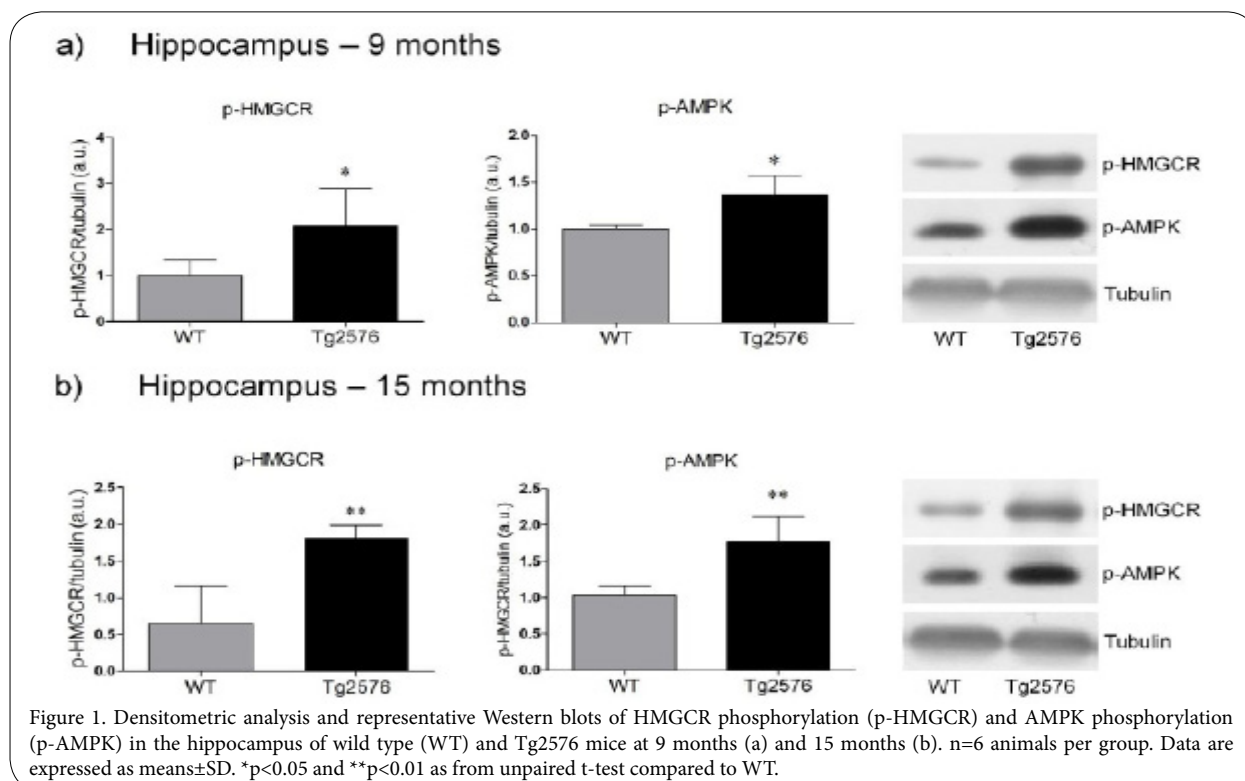 a) Hippocampus – 9 months
p-HMGCR
p-HMGCR/tubulin (a.u.)
4
3
2
1
0
*
WT Tg2576
p-AMPK
p-AMPK/tubulin (a.u.)
2.0
1.5
1.0
0.5
0.0
*
WT Tg2576
p-HMGCR
p-AMPK
Tubulin
WT Tg2576
b) Hippocampus – 15 months
p-HMGCR
p-HMGCR/tubulin (a.u.)
2.5
2.0
1.5
1.0
0.5
0.0
**
WT Tg2576
p-AMPK
p-HMGCR/tubulin (a.u.)
2.5
2.0
1.5
1.0
0.5
0.0
**
WT Tg2576
p-HMGCR
p-AMPK
Tubulin
WT Tg2576
Figure 1. Densitometric analysis and representative Western blots of HMGCR phosphorylation (p-HMGCR) and AMPK phosphorylation
(p-AMPK) in the hippocampus of wild type (WT) and Tg2576 mice at 9 months (a) and 15 months (b). n=6 animals per group. Data are
expressed as means±SD. *p<0.05 and **p<0.01 as from unpaired t-test compared to WT.